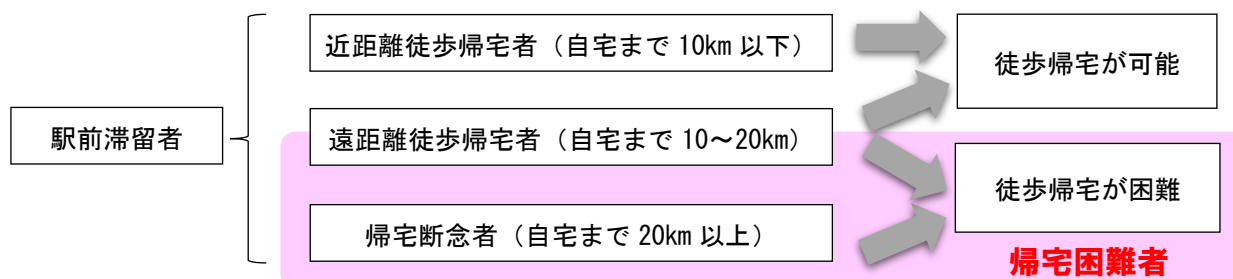 近距離徒歩帰宅者（自宅まで 10km 以下）
徒歩帰宅が可能
駅前滞留者
遠距離徒歩帰宅者（自宅まで 10～20km）
徒歩帰宅が困難
帰宅断念者（自宅まで 20km 以上）
帰宅困難者